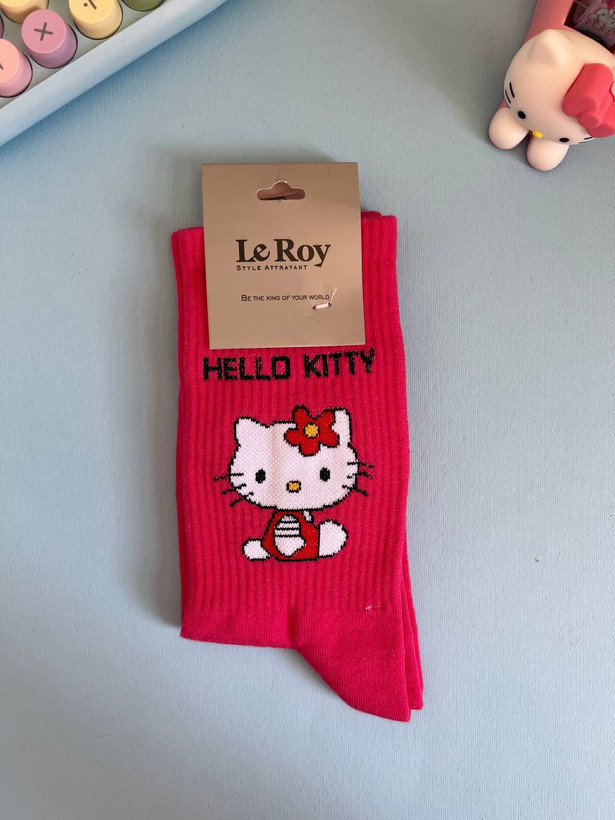 Le Roy
STYLE ATTRAYANT
BE THE KING OF YOUR WORLD
HELLO KITTY